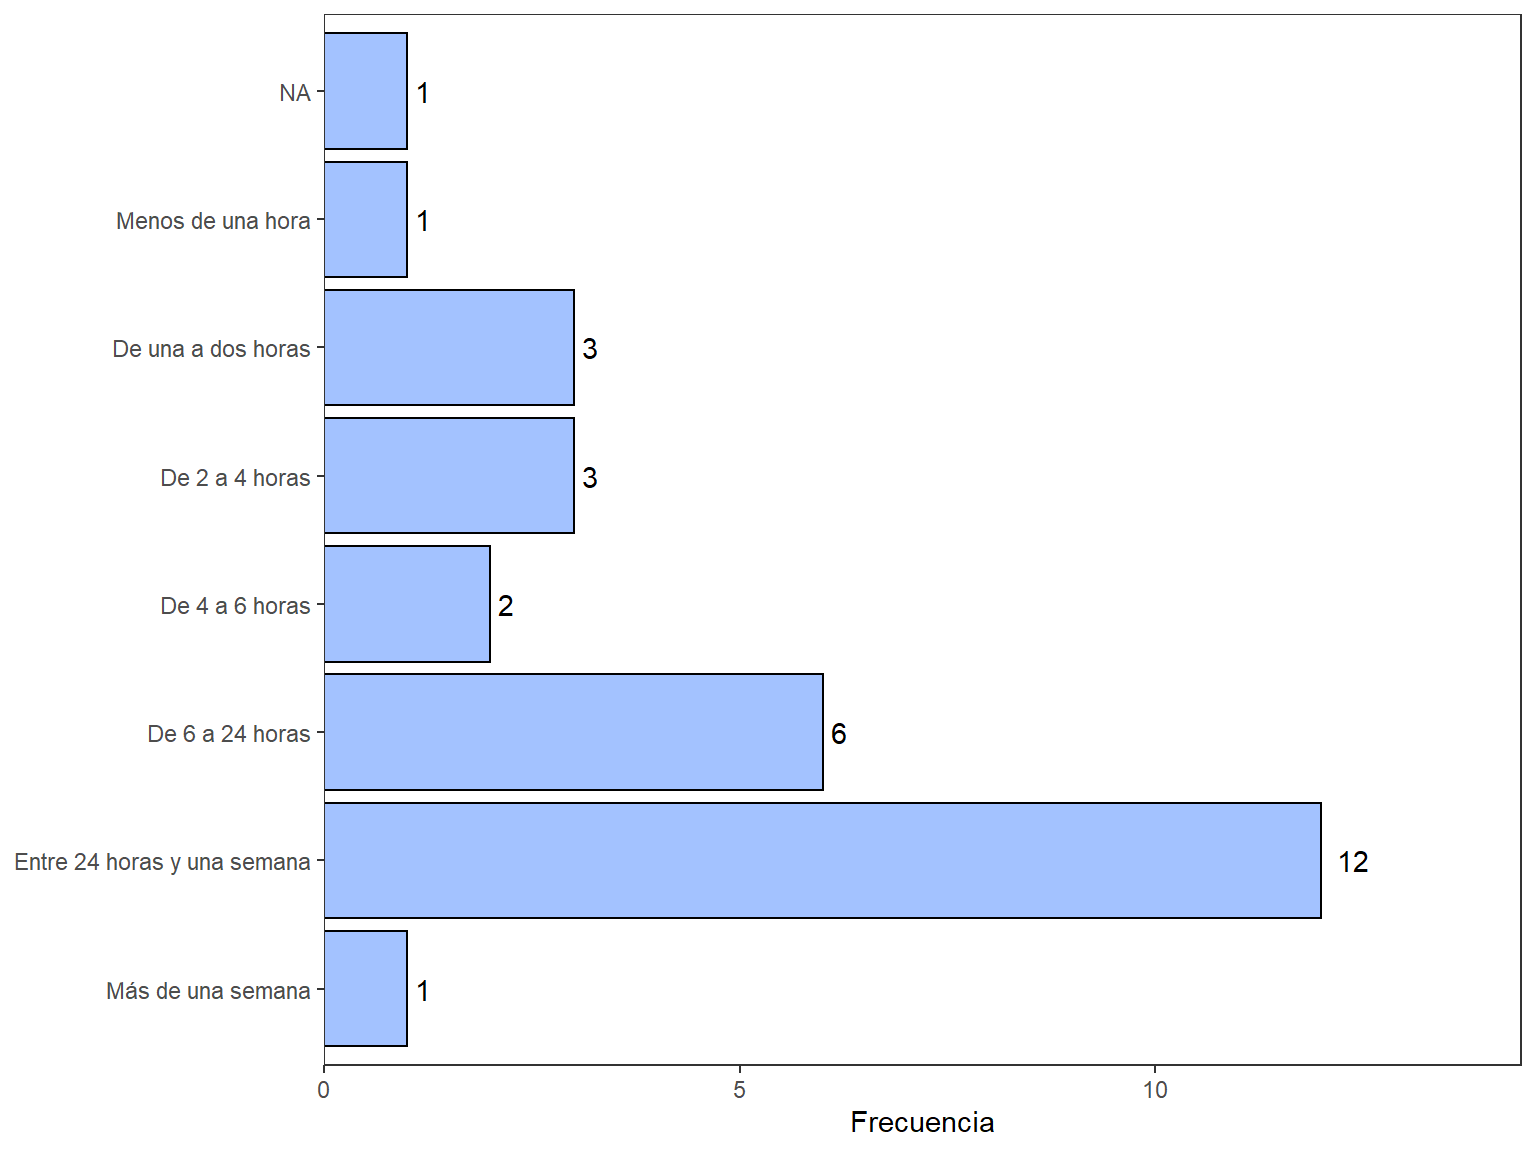 NA 1
Menos de una hora 1
De una a dos horas 3
De 2 a 4 horas 3
De 4 a 6 horas 2
De 6 a 24 horas 6
Entre 24 horas y una semana 12
Más de una semana 1
0 5 10
Frecuencia